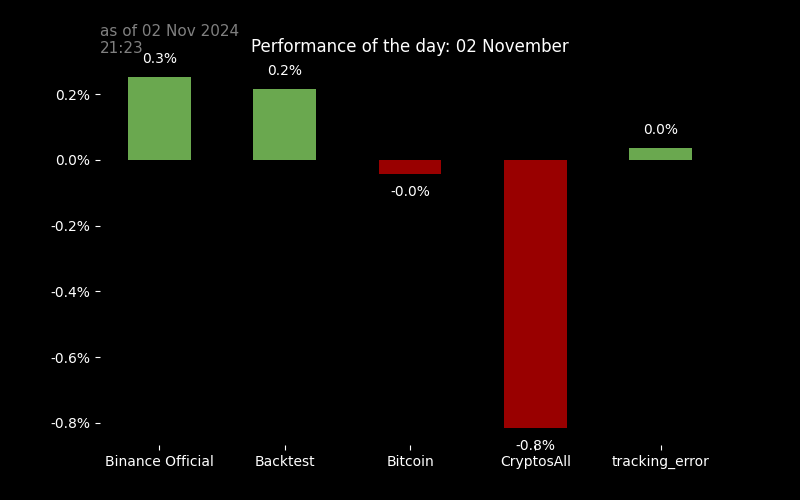 as of 02 Nov 2024
21:23
Performance of the day: 02 November
0.3%
0.2%
-0.0%
-0.8%
0.0%
0.2%
0.0%
-0.2%
-0.4%
-0.6%
-0.8%
Binance Official
Backtest
Bitcoin
CryptosAll
tracking_error